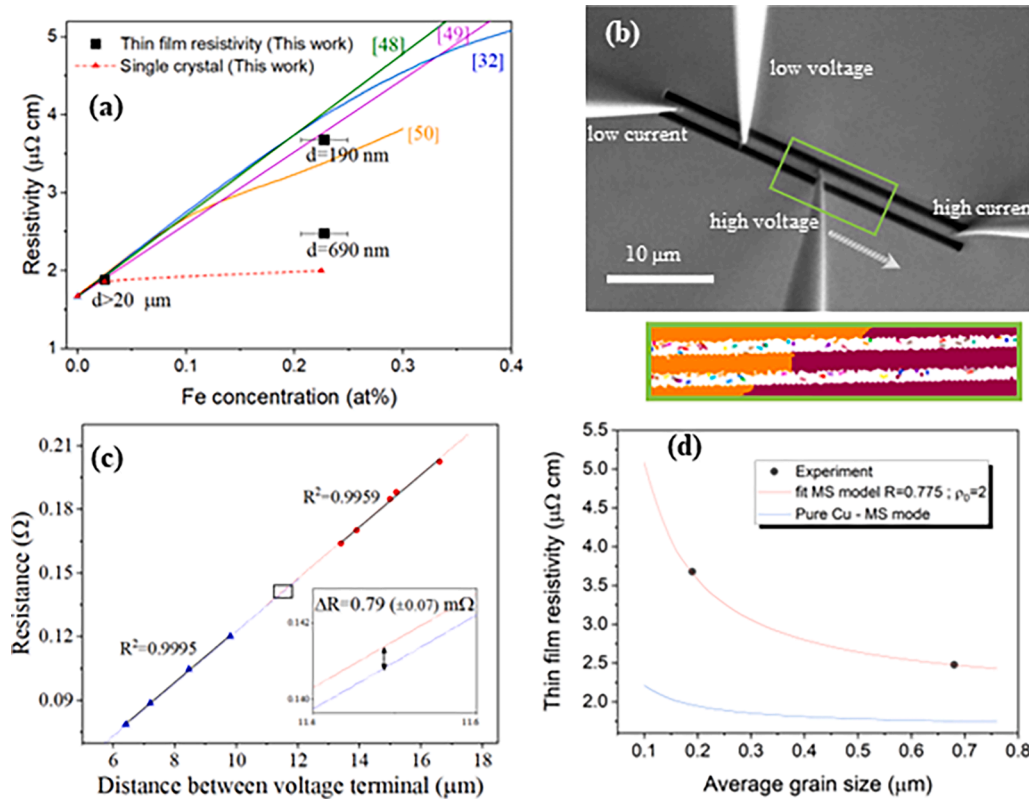 (a)
Thin film resistivity (This work)
Single crystal (This work)
[48]
[49]
[32]
[50]
d=190 nm
d=690 nm
d>20 μm
5
4
3
2
1
Resistivity (μΩ cm)
0.0 0.1 0.2 0.3 0.4
Fe concentration (at%)
(b)
low voltage
low current
high voltage
high current
10 μm
(c)
0.21
0.18
0.15
0.12
0.09
Resistance (Ω)
R²=0.9959
R²=0.9995
ΔR=0.79 (±0.07) mΩ
0.142
0.140
11.4 11.6
6 8 10 12 14 16 18
Distance between voltage terminal (μm)
(d)
5.5
5.0
4.5
4.0
3.5
3.0
2.5
2.0
Thin film resistivity (μΩ cm)
Experiment
fit MS model R=0.775 ; ρ₀=2
Pure Cu - MS mode
0.1 0.2 0.3 0.4 0.5 0.6 0.7 0.8
Average grain size (μm)